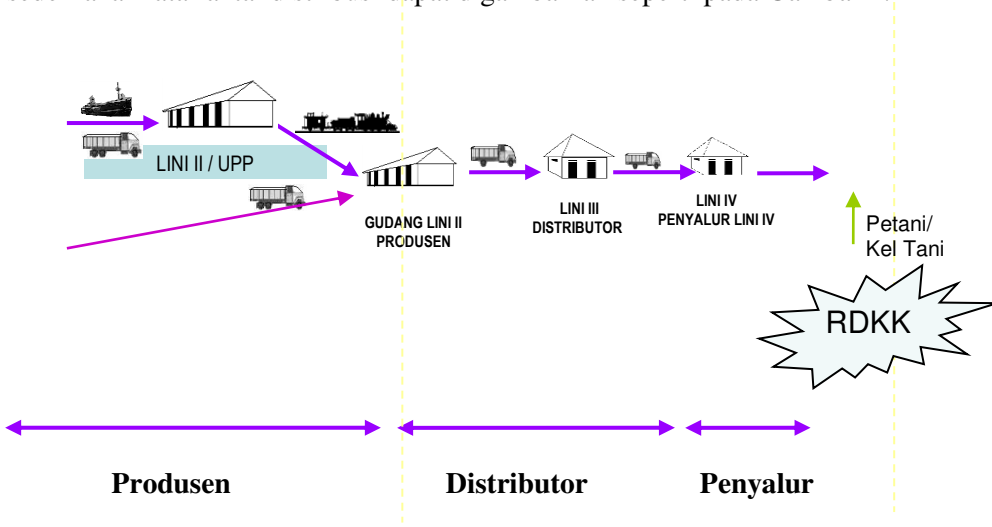 LINI II / UPP
GUDANG LINI II
PRODUSEN
LINI III
DISTRIBUTOR
LINI IV
PENYALUR LINI IV
Petani/
Kel Tani
RDKK
Produsen
Distributor
Penyalur